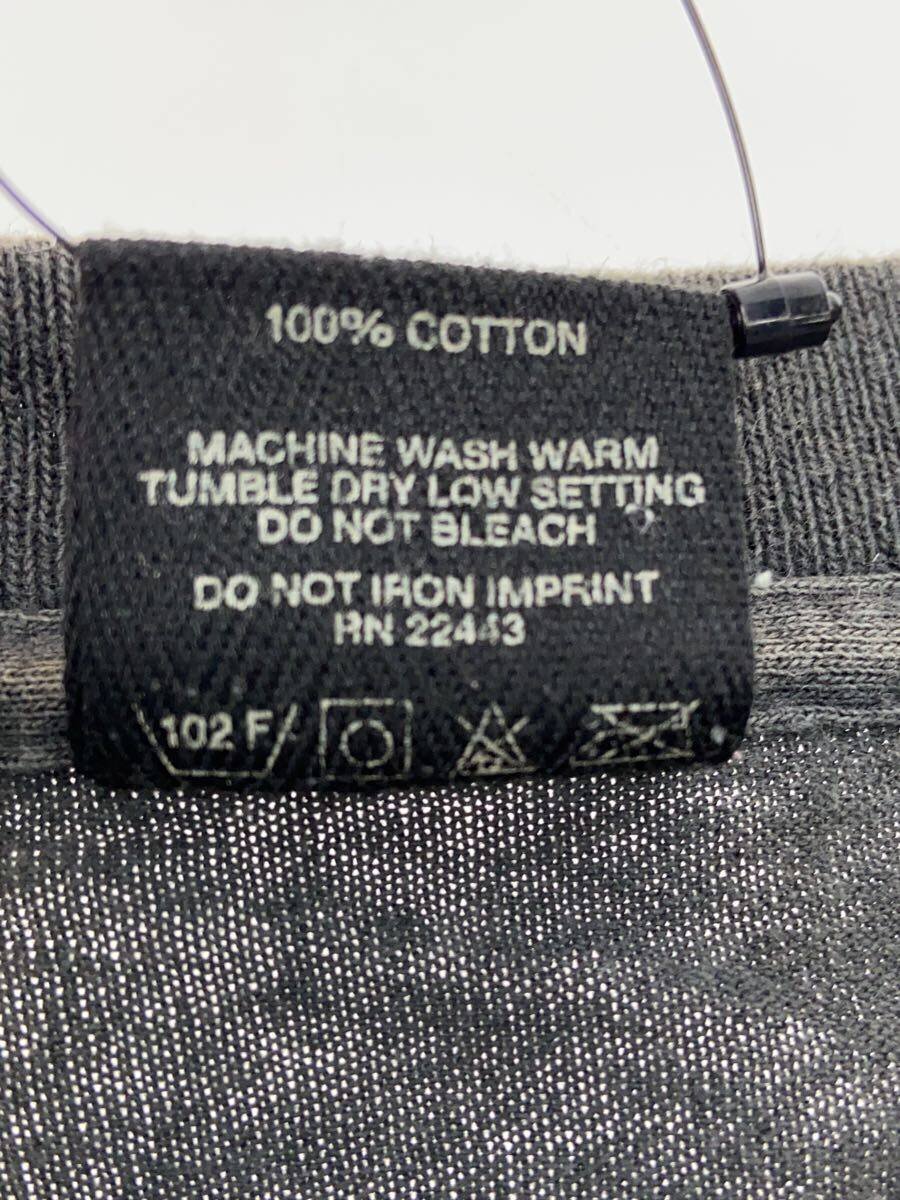 100% COTTON
MACHINE WASH WARM
TUMBLE DRY LOW SETTING
DO NOT BLEACH
DO NOT IRON IMPRINT
RN 22443
102 F